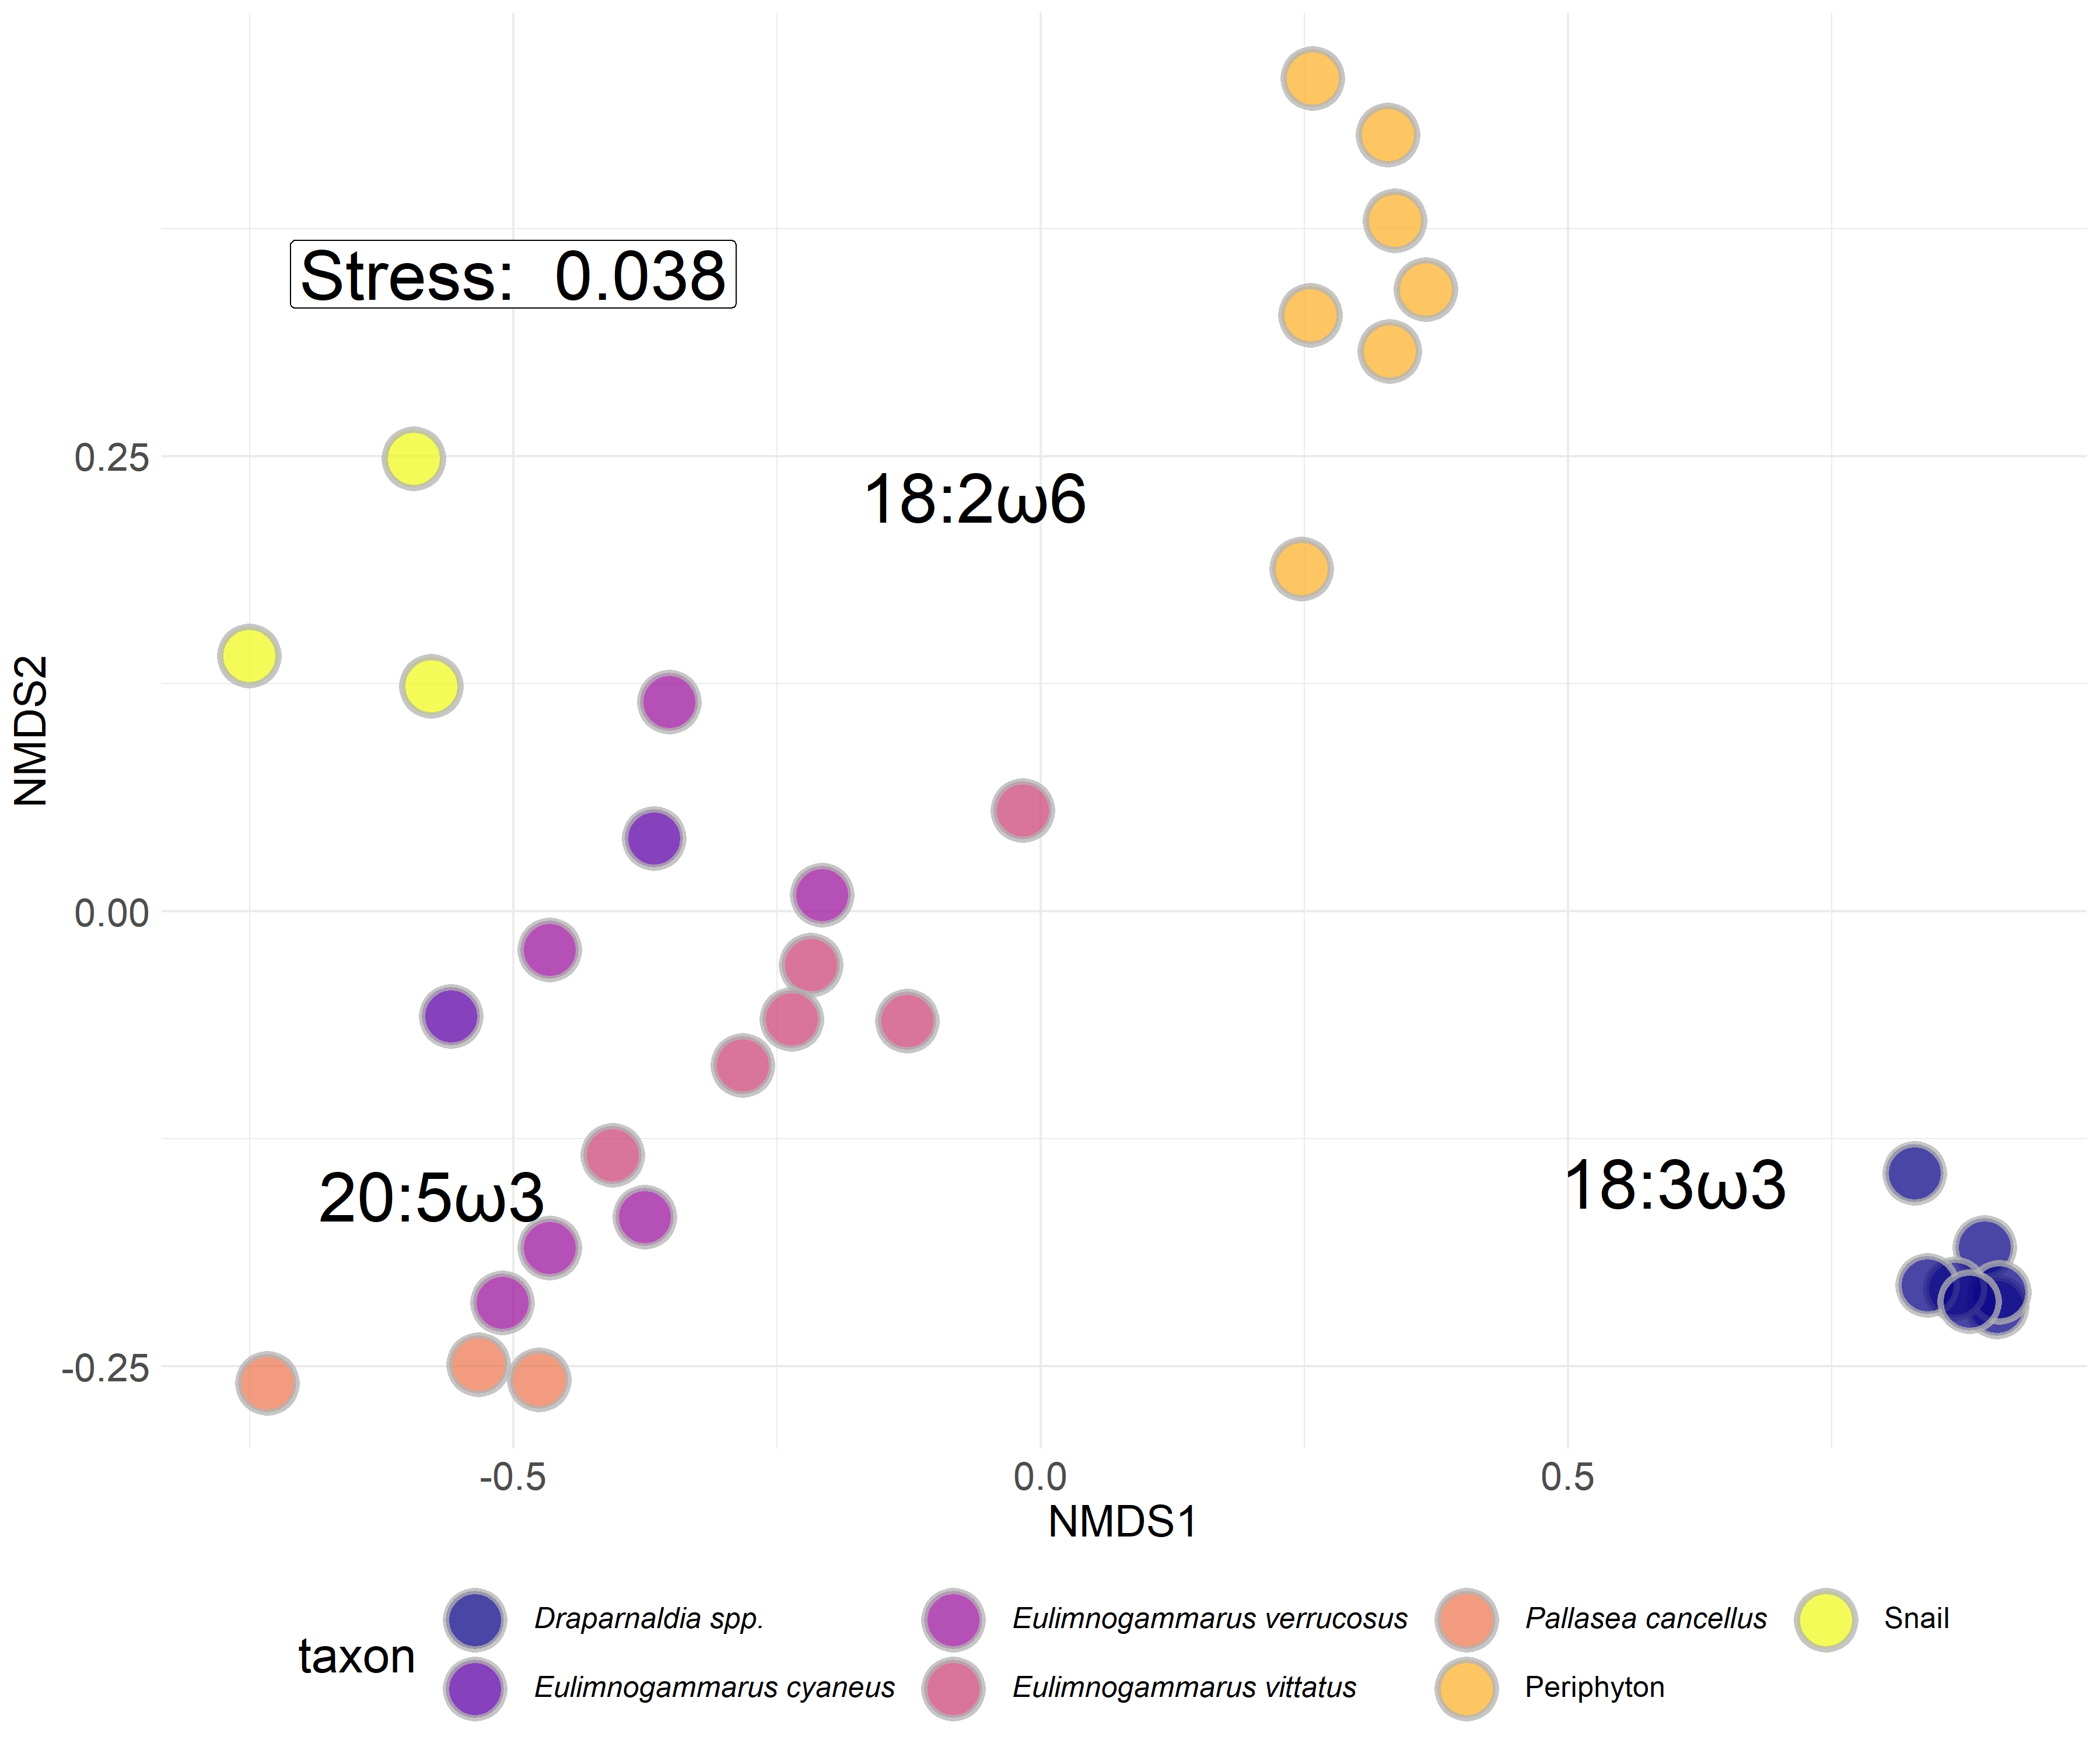 Stress:  0.038
0.25
18:2ω6
NMDS2
0.00
20:5ω3
18:3ω3
-0.25
-0.5 0.0 0.5
NMDS1
taxon
Draparnaldia spp. Eulimnogammarus verrucosus Pallasea cancellus Snail
Eulimnogammarus cyaneus Eulimnogammarus vittatus Periphyton